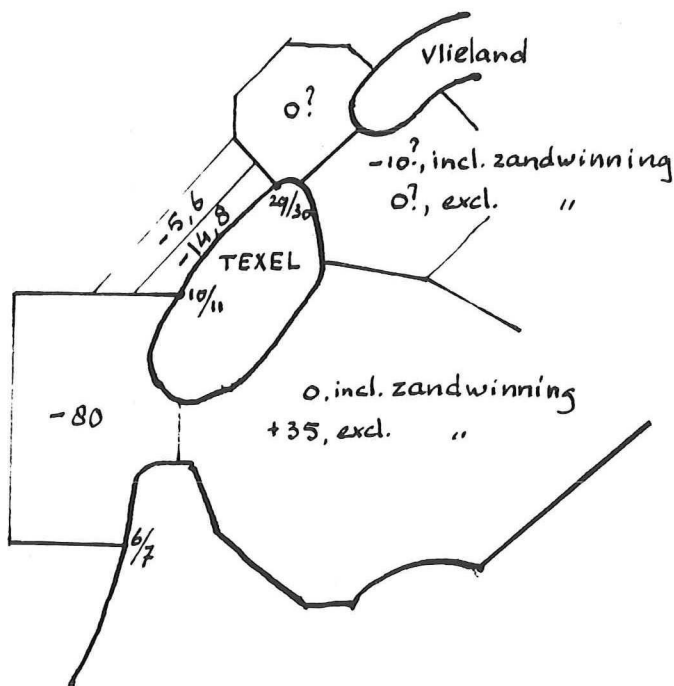 Vlieland
0?
-10?, incl. zandwinning
0?, excl. "
-5,6
-14,8
29/30
TEXEL
10/11
0, incl. zandwinning
+35, excl. "
-80
6/7